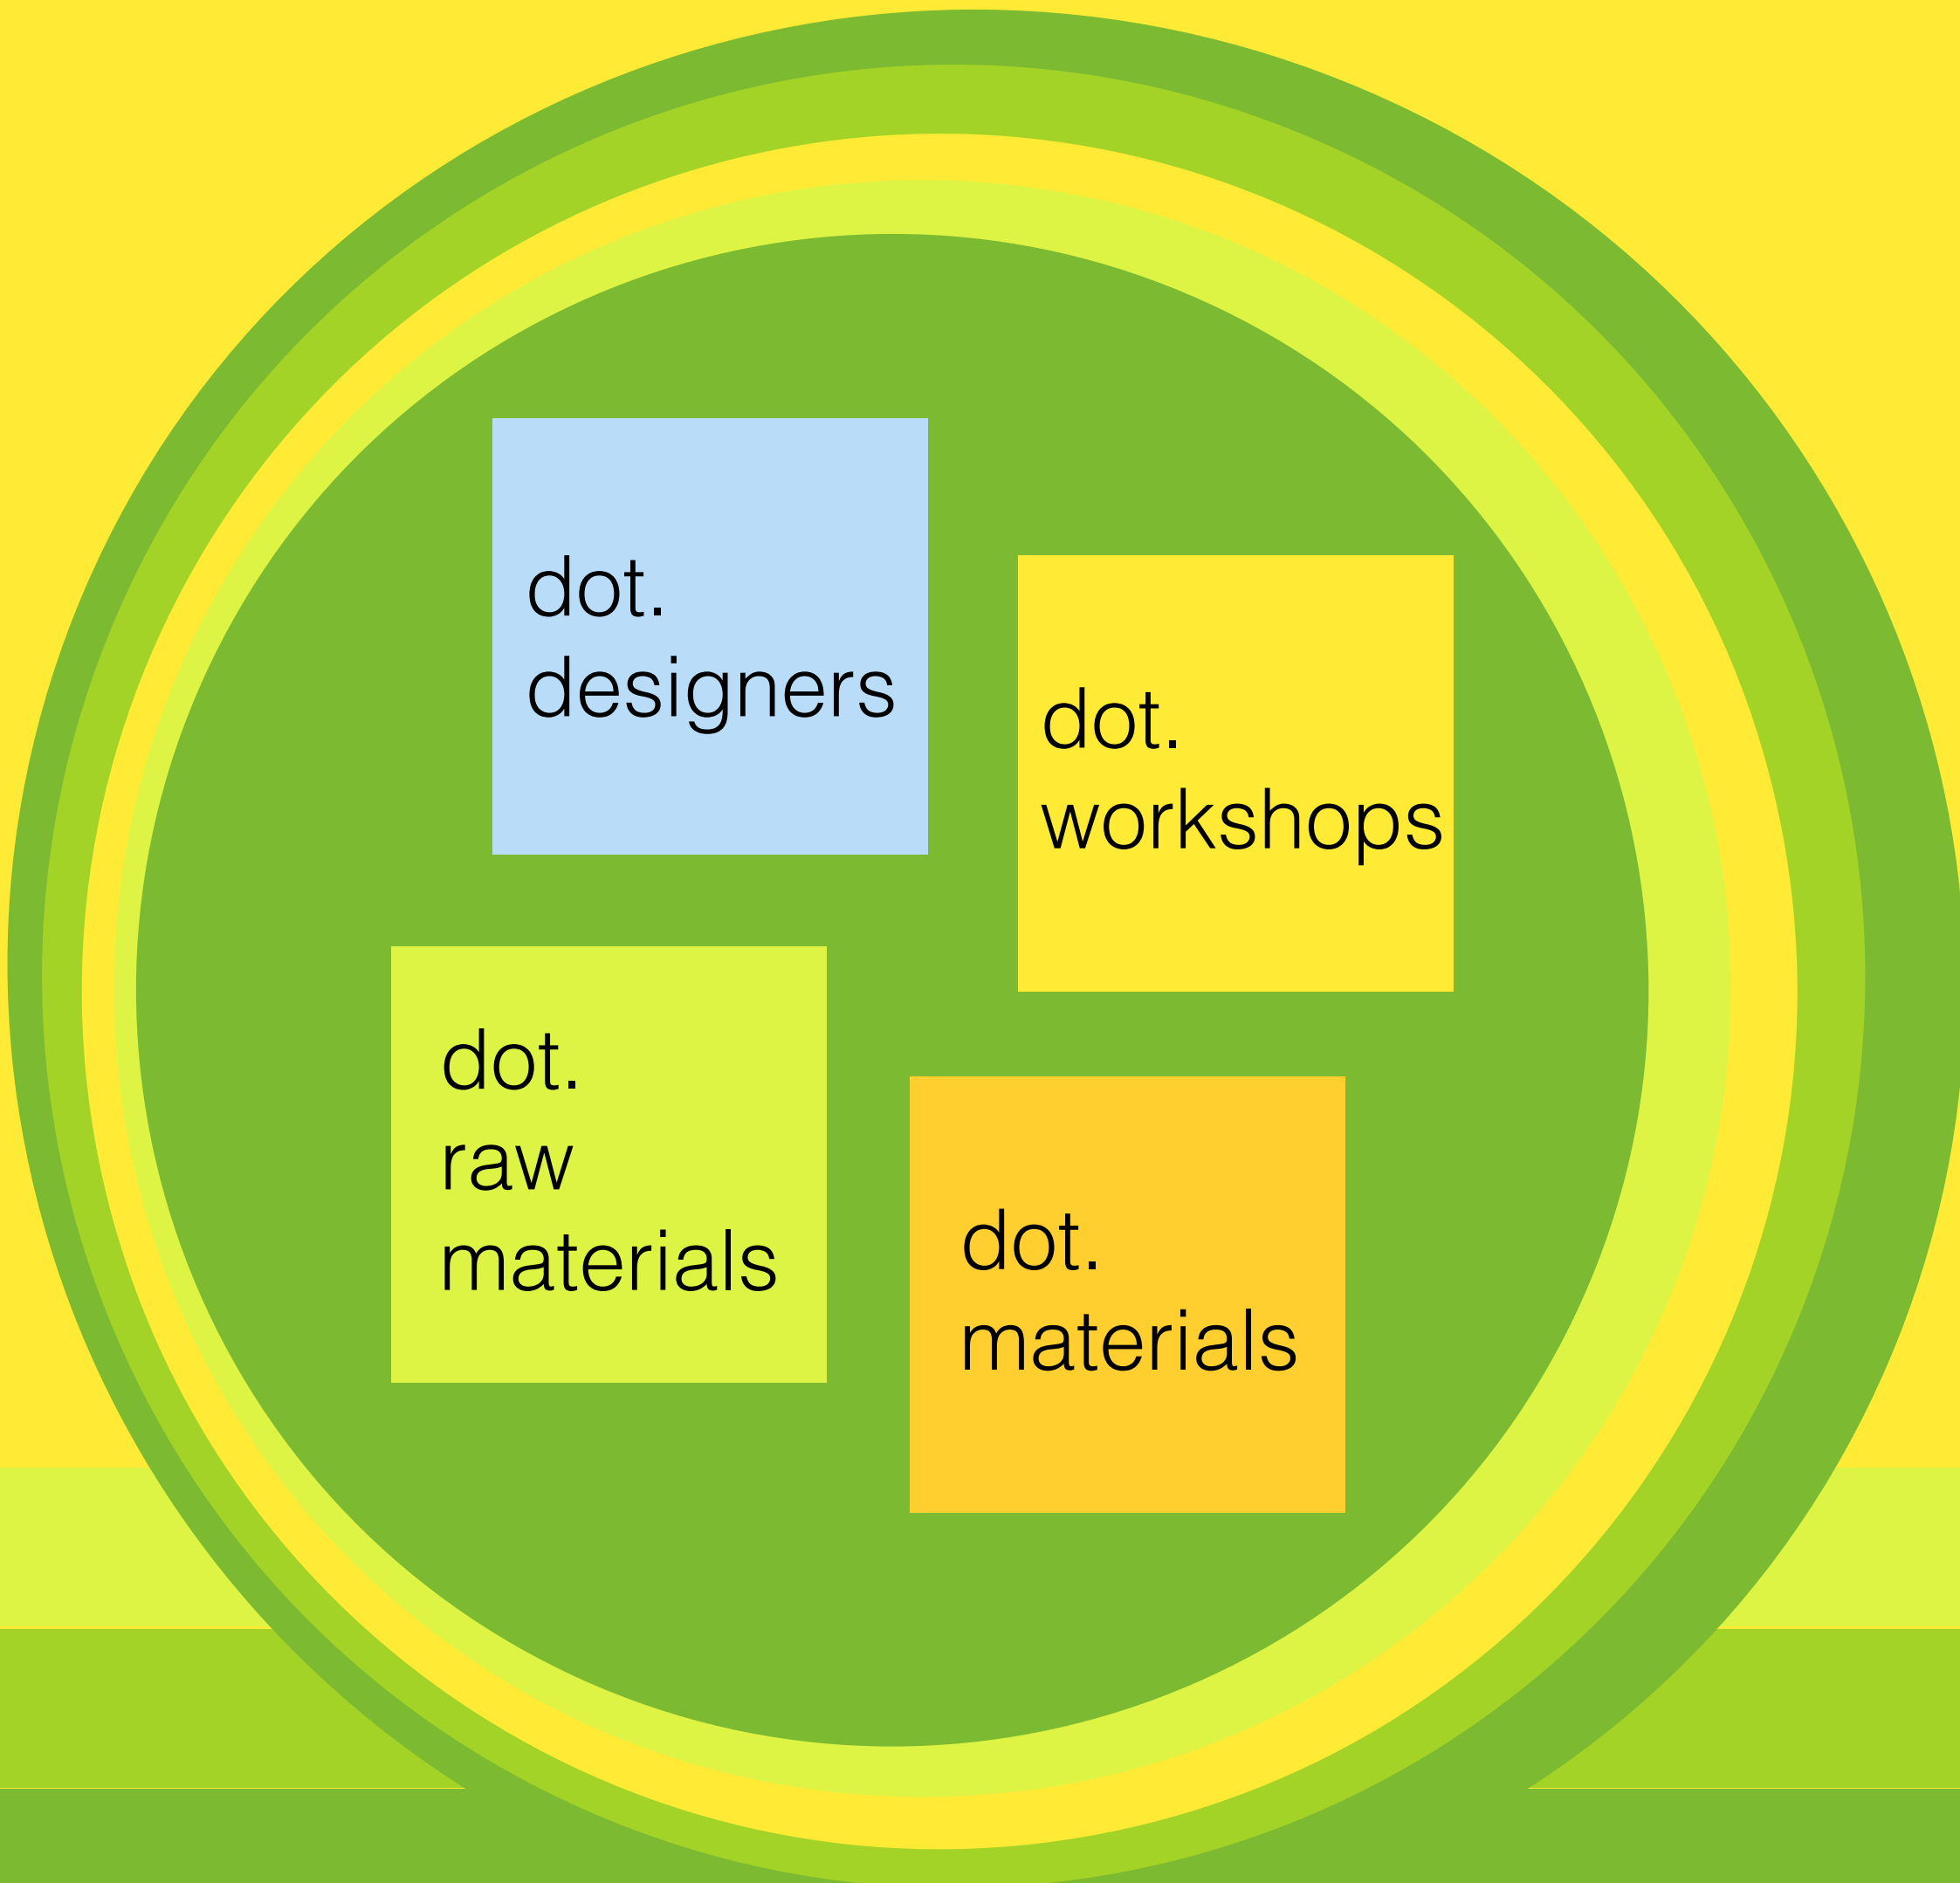 dot.
designers
dot.
workshops
dot.
raw
materials
dot.
materials